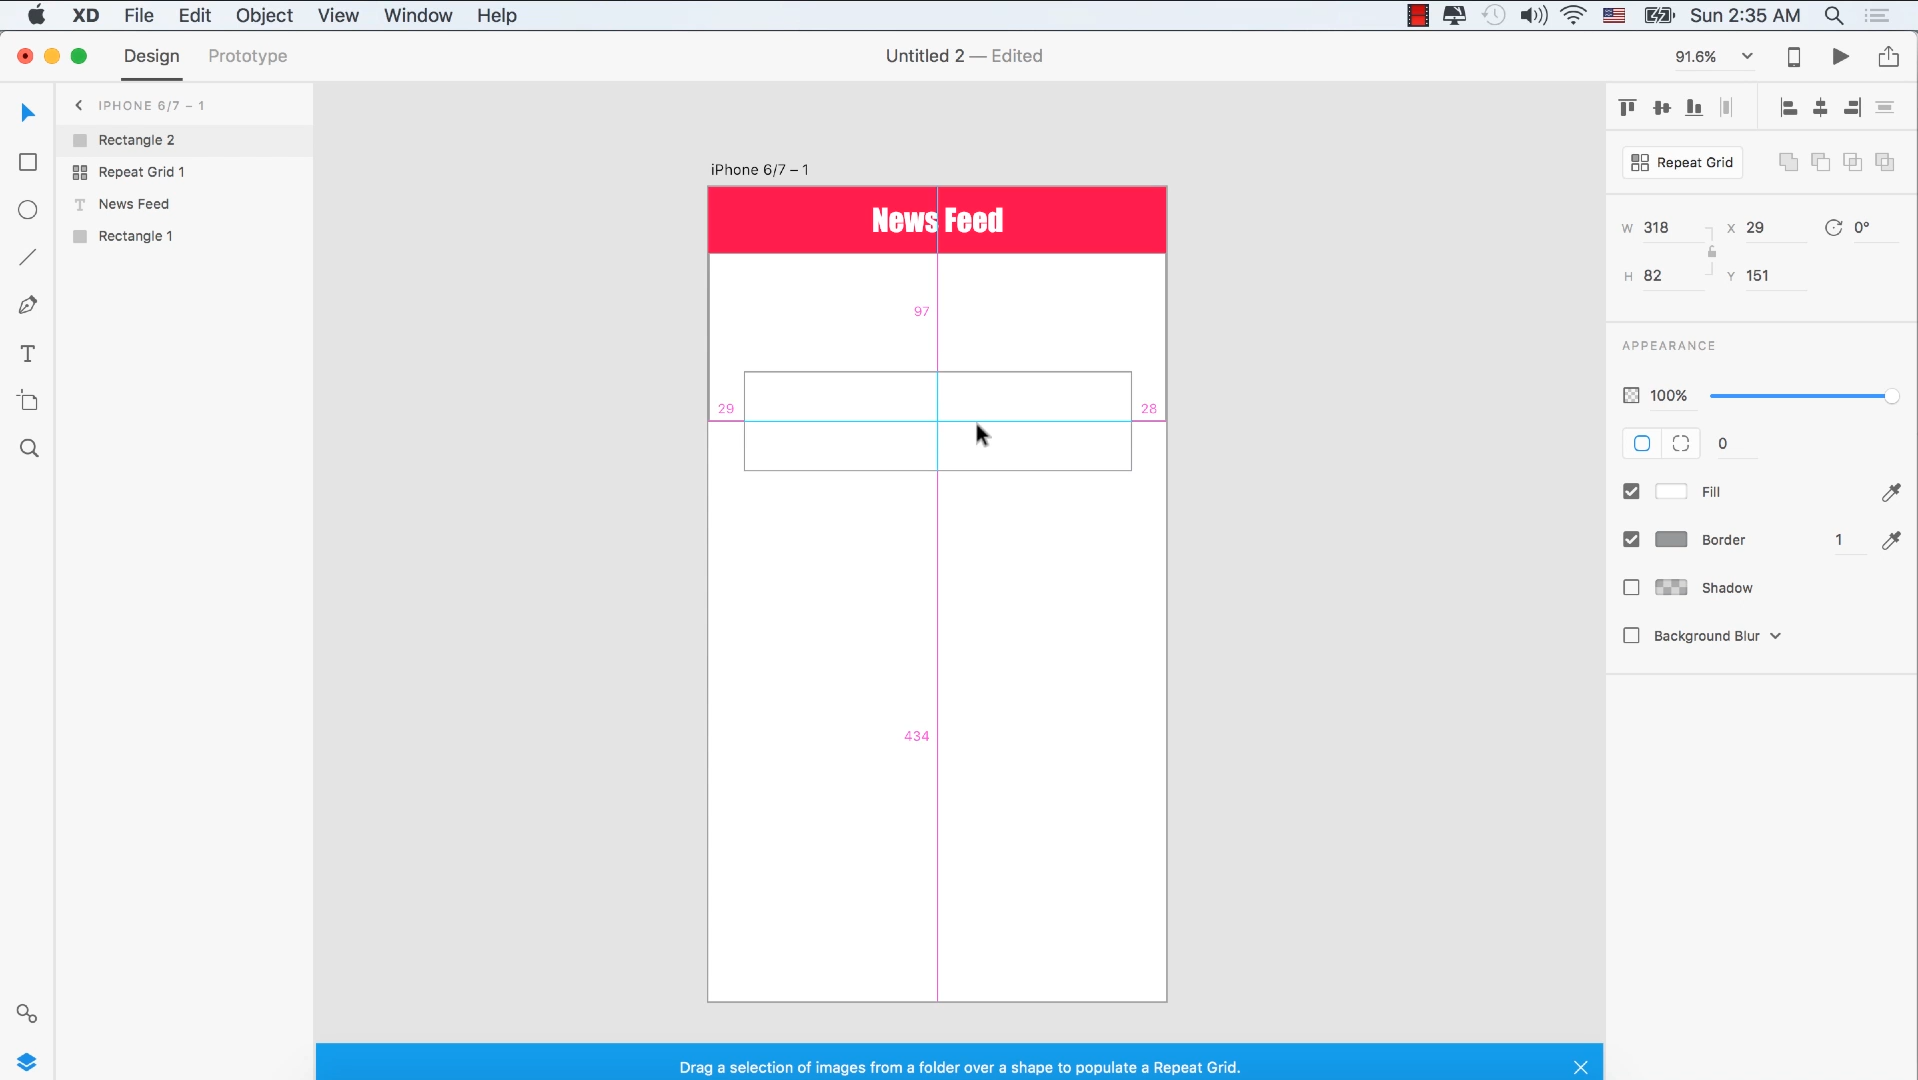 XD File Edit Object View Window Help Sun 2:35 AM
Design Prototype Untitled 2 — Edited 91.6%
IPHONE 6/7 – 1
Rectangle 2
Repeat Grid 1
T News Feed
Rectangle 1
T
iPhone 6/7 – 1
News Feed
97
29
28
434
Repeat Grid
W 318 X 29 0°
H 82 Y 151
APPEARANCE
100%
0
Fill
Border 1
Shadow
Background Blur
Drag a selection of images from a folder over a shape to populate a Repeat Grid.